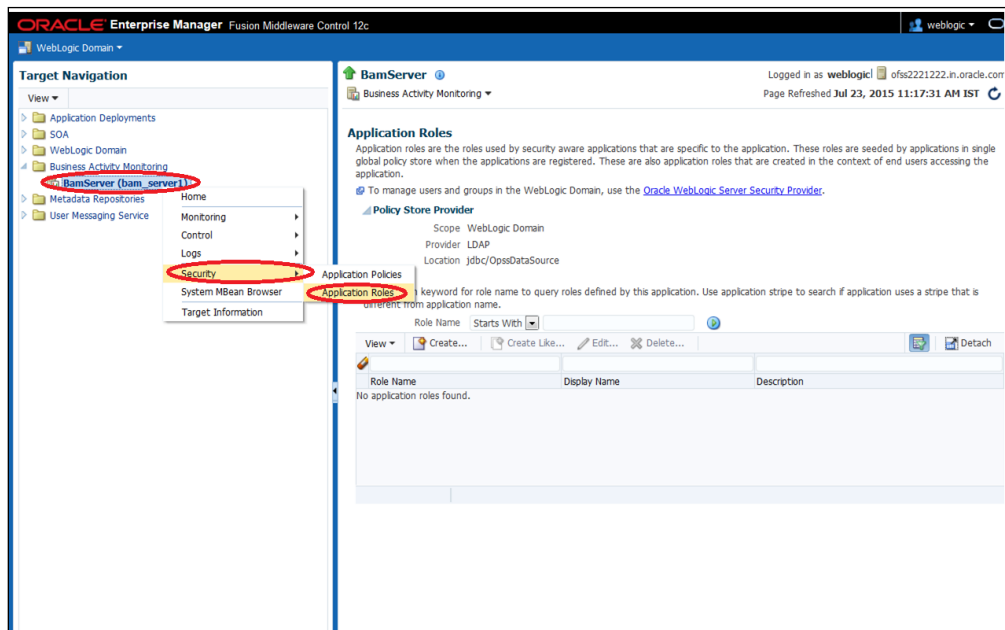 ORACLE Enterprise Manager Fusion Middleware Control 12c
weblogic
WebLogic Domain
Target Navigation
View
Application Deployments
SOA
WebLogic Domain
Business Activity Monitoring
BamServer (bam_server1)
Metadata Repositories
User Messaging Service
Home
Monitoring
Control
Logs
Security
System MBean Browser
Target Information
Application Policies
Application Roles
BamServer
Logged in as weblogic
ofss2221222.in.oracle.com
Business Activity Monitoring
Page Refreshed Jul 23, 2015 11:17:31 AM IST
Application Roles
Application roles are the roles used by security aware applications that are specific to the application. These roles are seeded by applications in single
global policy store when the applications are registered. These are also application roles that are created in the context of end users accessing the
application.
To manage users and groups in the WebLogic Domain, use the Oracle WebLogic Server Security Provider.
Policy Store Provider
Scope WebLogic Domain
Provider LDAP
Location jdbc/OpssDataSource
keyword for role name to query roles defined by this application. Use application stripe to search if application uses a stripe that is
different from application name.
Role Name Starts With
View Create... Create Like... Edit... Delete... Detach
Role Name Display Name Description
No application roles found.